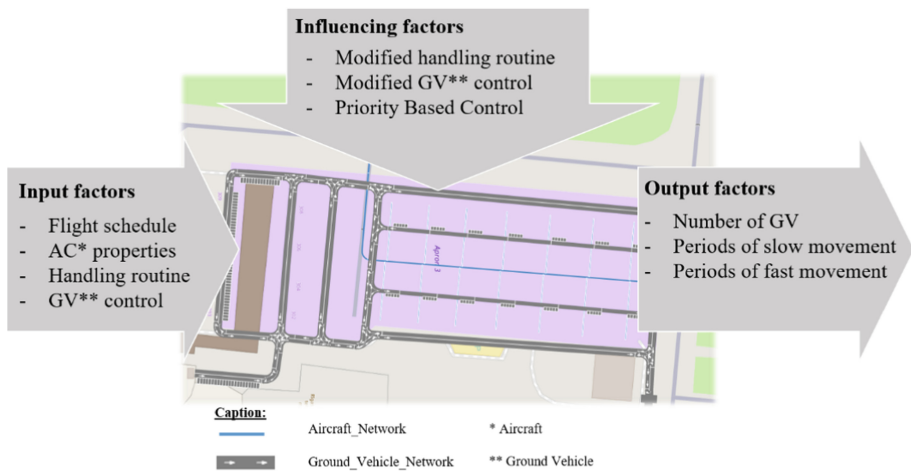 Influencing factors
- Modified handling routine
- Modified GV** control
- Priority Based Control
Input factors
- Flight schedule
- AC* properties
- Handling routine
- GV** control
Output factors
- Number of GV
- Periods of slow movement
- Periods of fast movement
Apron 3
Caption:
Aircraft_Network
* Aircraft
Ground_Vehicle_Network
** Ground Vehicle